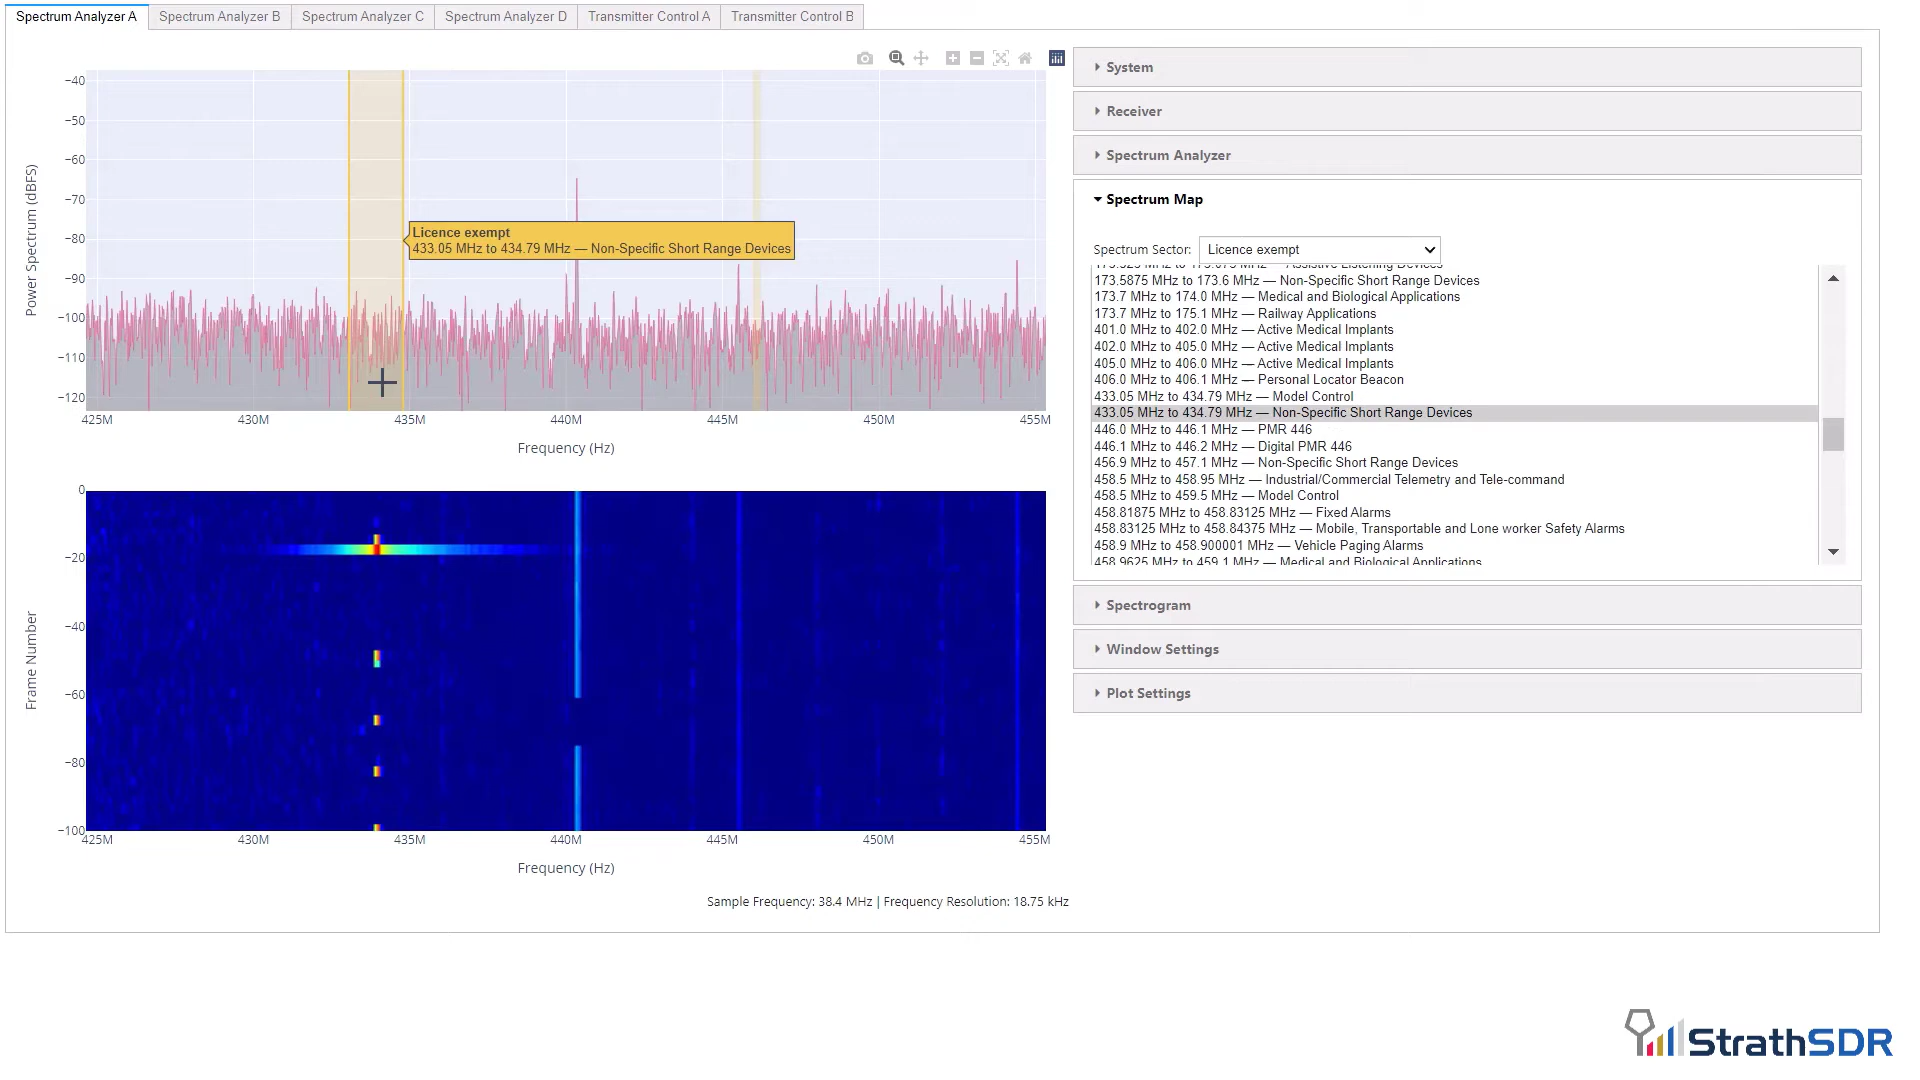 Spectrum Analyzer A
Spectrum Analyzer B
Spectrum Analyzer C
Spectrum Analyzer D
Transmitter Control A
Transmitter Control B
−40
−50
−60
−70
−80
−90
−100
−110
−120
Power Spectrum (dBFS)
Licence exempt
433.05 MHz to 434.79 MHz — Non-Specific Short Range Devices
425M
430M
435M
440M
445M
450M
455M
Frequency (Hz)
0
−20
−40
−60
−80
−100
Frame Number
425M
430M
435M
440M
445M
450M
455M
Frequency (Hz)
Sample Frequency: 38.4 MHz | Frequency Resolution: 18.75 kHz
System
Receiver
Spectrum Analyzer
Spectrum Map
Spectrum Sector:
Licence exempt
— Assistive Listening Devices
173.5875 MHz to 173.6 MHz — Non-Specific Short Range Devices
173.7 MHz to 174.0 MHz — Medical and Biological Applications
173.7 MHz to 175.1 MHz — Railway Applications
401.0 MHz to 402.0 MHz — Active Medical Implants
402.0 MHz to 405.0 MHz — Active Medical Implants
405.0 MHz to 406.0 MHz — Active Medical Implants
406.0 MHz to 406.1 MHz — Personal Locator Beacon
433.05 MHz to 434.79 MHz — Model Control
433.05 MHz to 434.79 MHz — Non-Specific Short Range Devices
446.0 MHz to 446.1 MHz — PMR 446
446.1 MHz to 446.2 MHz — Digital PMR 446
456.9 MHz to 457.1 MHz — Non-Specific Short Range Devices
458.5 MHz to 458.95 MHz — Industrial/Commercial Telemetry and Tele-command
458.5 MHz to 459.5 MHz — Model Control
458.81875 MHz to 458.83125 MHz — Fixed Alarms
458.83125 MHz to 458.84375 MHz — Mobile, Transportable and Lone worker Safety Alarms
458.9 MHz to 458.900001 MHz — Vehicle Paging Alarms
458.9625 MHz to 459.1 MHz — Medical and Biological Applications
Spectrogram
Window Settings
Plot Settings
StrathSDR